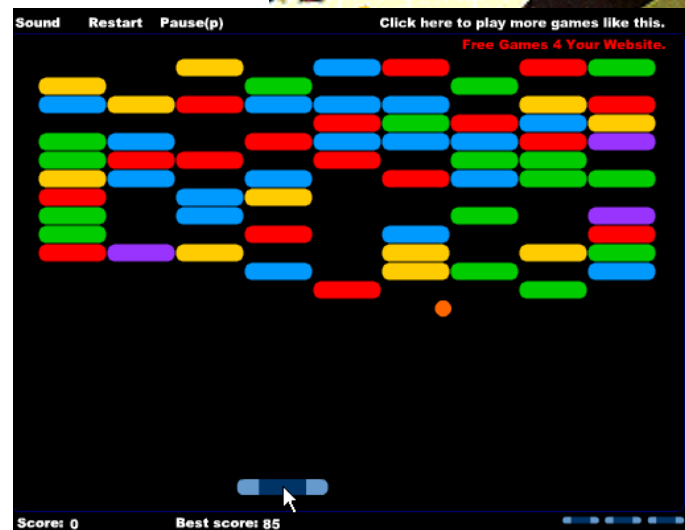 Sound Restart Pause(p) Click here to play more games like this.
Free Games 4 Your Website.
Score: 0 Best score: 85